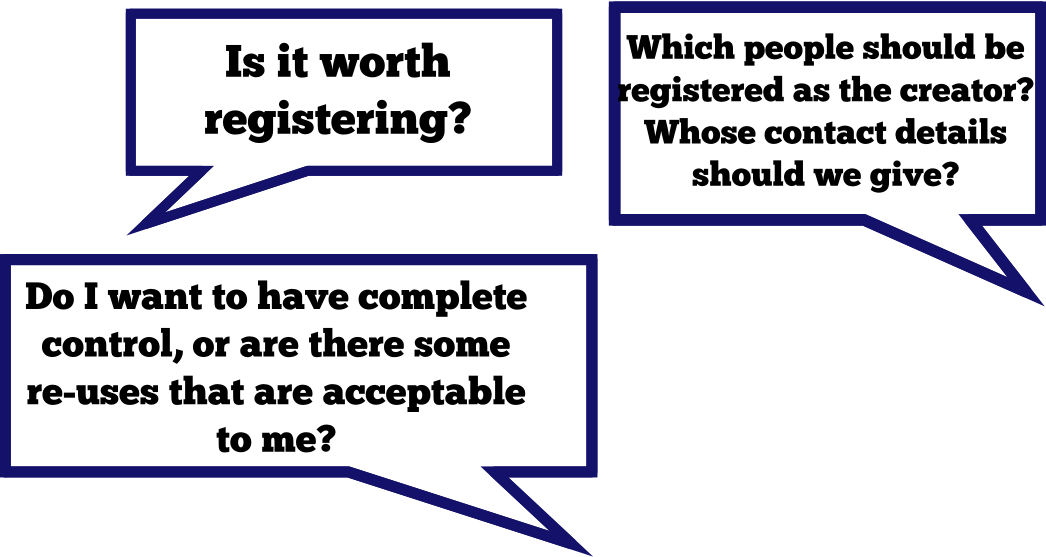 Is it worth
registering?
Which people should be
registered as the creator?
Whose contact details
should we give?
Do I want to have complete
control, or are there some
re-uses that are acceptable
to me?